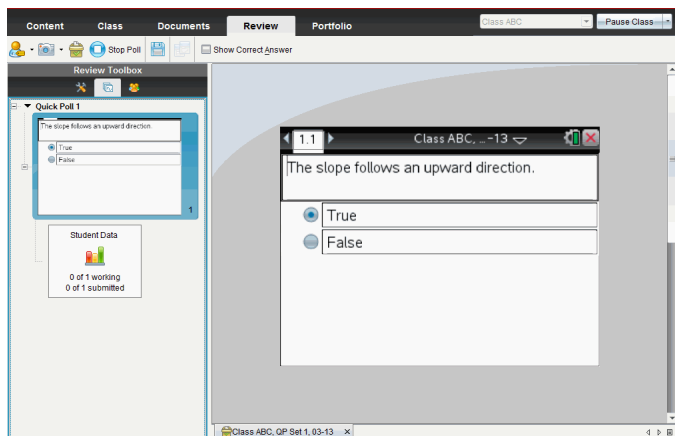 Content Class Documents Review Portfolio Class ABC Pause Class
Stop Poll Show Correct Answer
Review Toolbox
Quick Poll 1
The slope follows an upward direction.
True
False
1
Student Data
0 of 1 working
0 of 1 submitted
1.1 Class ABC, ...-13
The slope follows an upward direction.
True
False
Class ABC, QP Set 1, 03-13 x